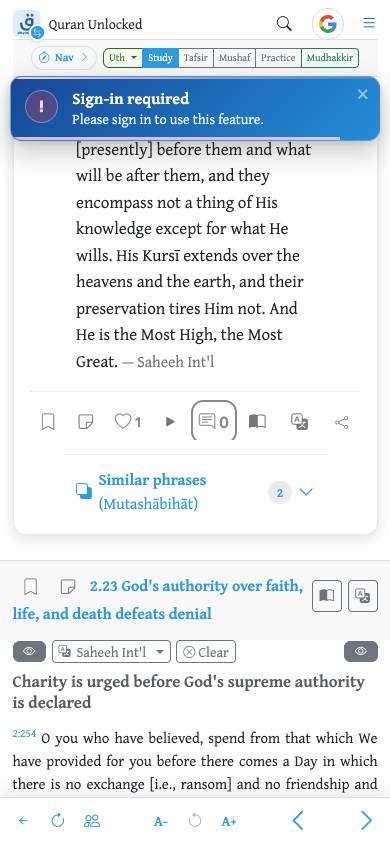 Quran Unlocked
Nav
Uth
Study
Tafsir
Mushaf
Practice
Mudhakkir
Sign-in required
Please sign in to use this feature.
[presently] before them and what
will be after them, and they
encompass not a thing of His
knowledge except for what He
wills. His Kursī extends over the
heavens and the earth, and their
preservation tires Him not. And
He is the Most High, the Most
Great. — Saheeh Int'l
1
0
Similar phrases
(Mutashābihāt)
2
2.23 God's authority over faith,
life, and death defeats denial
Saheeh Int'l
Clear
Charity is urged before God's supreme authority
is declared
2:254 O you who have believed, spend from that which We
have provided for you before there comes a Day in which
there is no exchange [i.e., ransom] and no friendship and
A-
A+